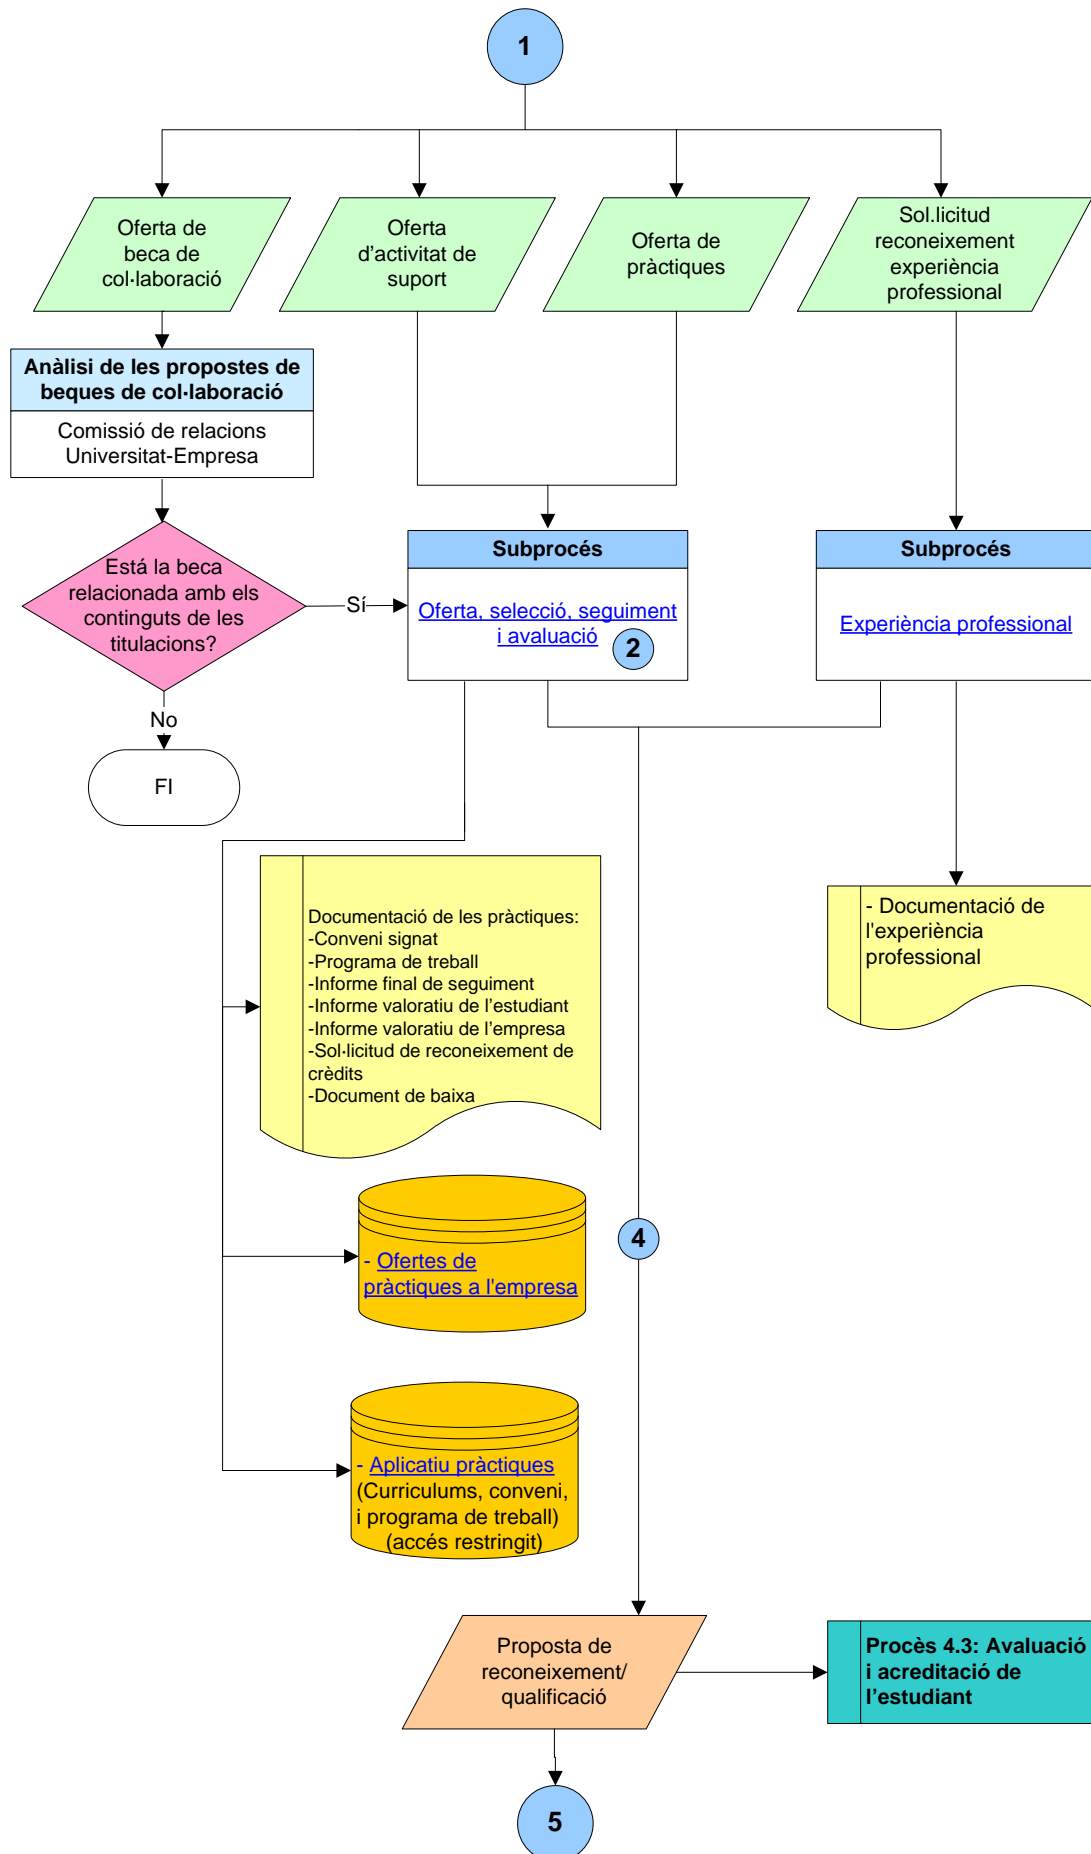 1
Oferta de
beca de
col·laboració
Oferta
d'activitat de
suport
Oferta de
pràctiques
Sol.licitud
reconeixement
experiència
professional
Anàlisi de les propostes de
beques de col·laboració
Comissió de relacions
Universitat-Empresa
Está la beca
relacionada amb els
continguts de les
titulacions?
Sí
No
FI
Subprocés
Oferta, selecció, seguiment
i avaluació
2
Subprocés
Experiència professional
Documentació de les pràctiques:
-Conveni signat
-Programa de treball
-Informe final de seguiment
-Informe valoratiu de l'estudiant
-Informe valoratiu de l'empresa
-Sol·licitud de reconeixement de
crèdits
-Document de baixa
- Documentació de
l'experiència
professional
- Ofertes de
pràctiques a l'empresa
4
- Aplicatiu pràctiques
(Curriculums, conveni,
i programa de treball)
(accés restringit)
Proposta de
reconeixement/
qualificació
Procès 4.3: Avaluació
i acreditació de
l'estudiant
5